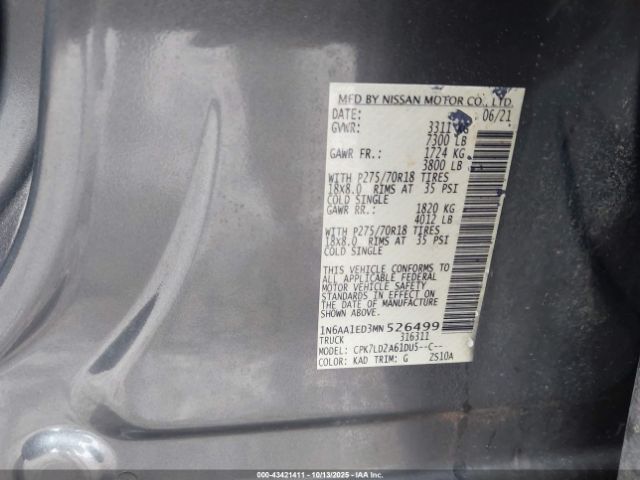 MFD BY NISSAN MOTOR CO., LTD.
DATE: 06/21
GVWR: 3311 KG
7300 LB
GAWR FR.: 1724 KG
3800 LB
WITH P275/70R18 TIRES
18X8.0 RIMS AT 35 PSI
COLD SINGLE
GAWR RR.: 1820 KG
4012 LB
WITH P275/70R18 TIRES
18X8.0 RIMS AT 35 PSI
COLD SINGLE
THIS VEHICLE CONFORMS TO
ALL APPLICABLE FEDERAL
MOTOR VEHICLE SAFETY
STANDARDS IN EFFECT ON
THE DATE OF MANUFACTURE
SHOWN ABOVE.
1N6AA1ED3MN526499
TRUCK 316311
MODEL: CPK7LDZA61DU5--C--
COLOR: KAD TRIM: G ZS10A
000-43421411 - 10/13/2025 - IAA Inc.